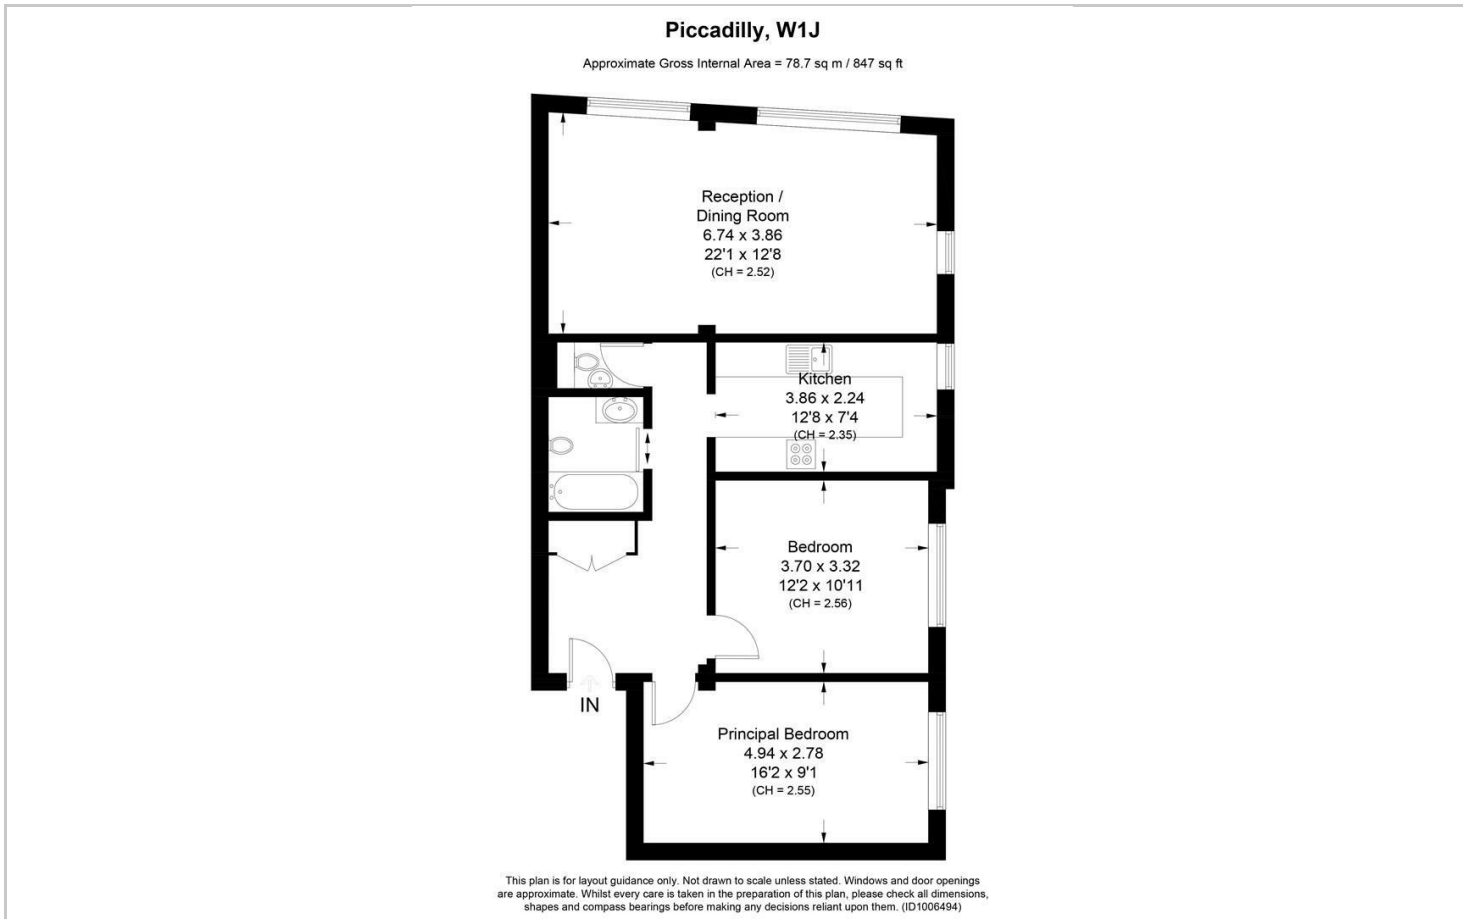 Piccadilly, W1J
Approximate Gross Internal Area = 78.7 sq m / 847 sq ft
Reception /
Dining Room
6.74 x 3.86
22'1 x 12'8
(CH = 2.52)
Kitchen
3.86 x 2.24
12'8 x 7'4
(CH = 2.35)
Bedroom
3.70 x 3.32
12'2 x 10'11
(CH = 2.56)
IN
Principal Bedroom
4.94 x 2.78
16'2 x 9'1
(CH = 2.55)
This plan is for layout guidance only. Not drawn to scale unless stated. Windows and door openings
are approximate. Whilst every care is taken in the preparation of this plan, please check all dimensions,
shapes and compass bearings before making any decisions reliant upon them. (ID1006494)